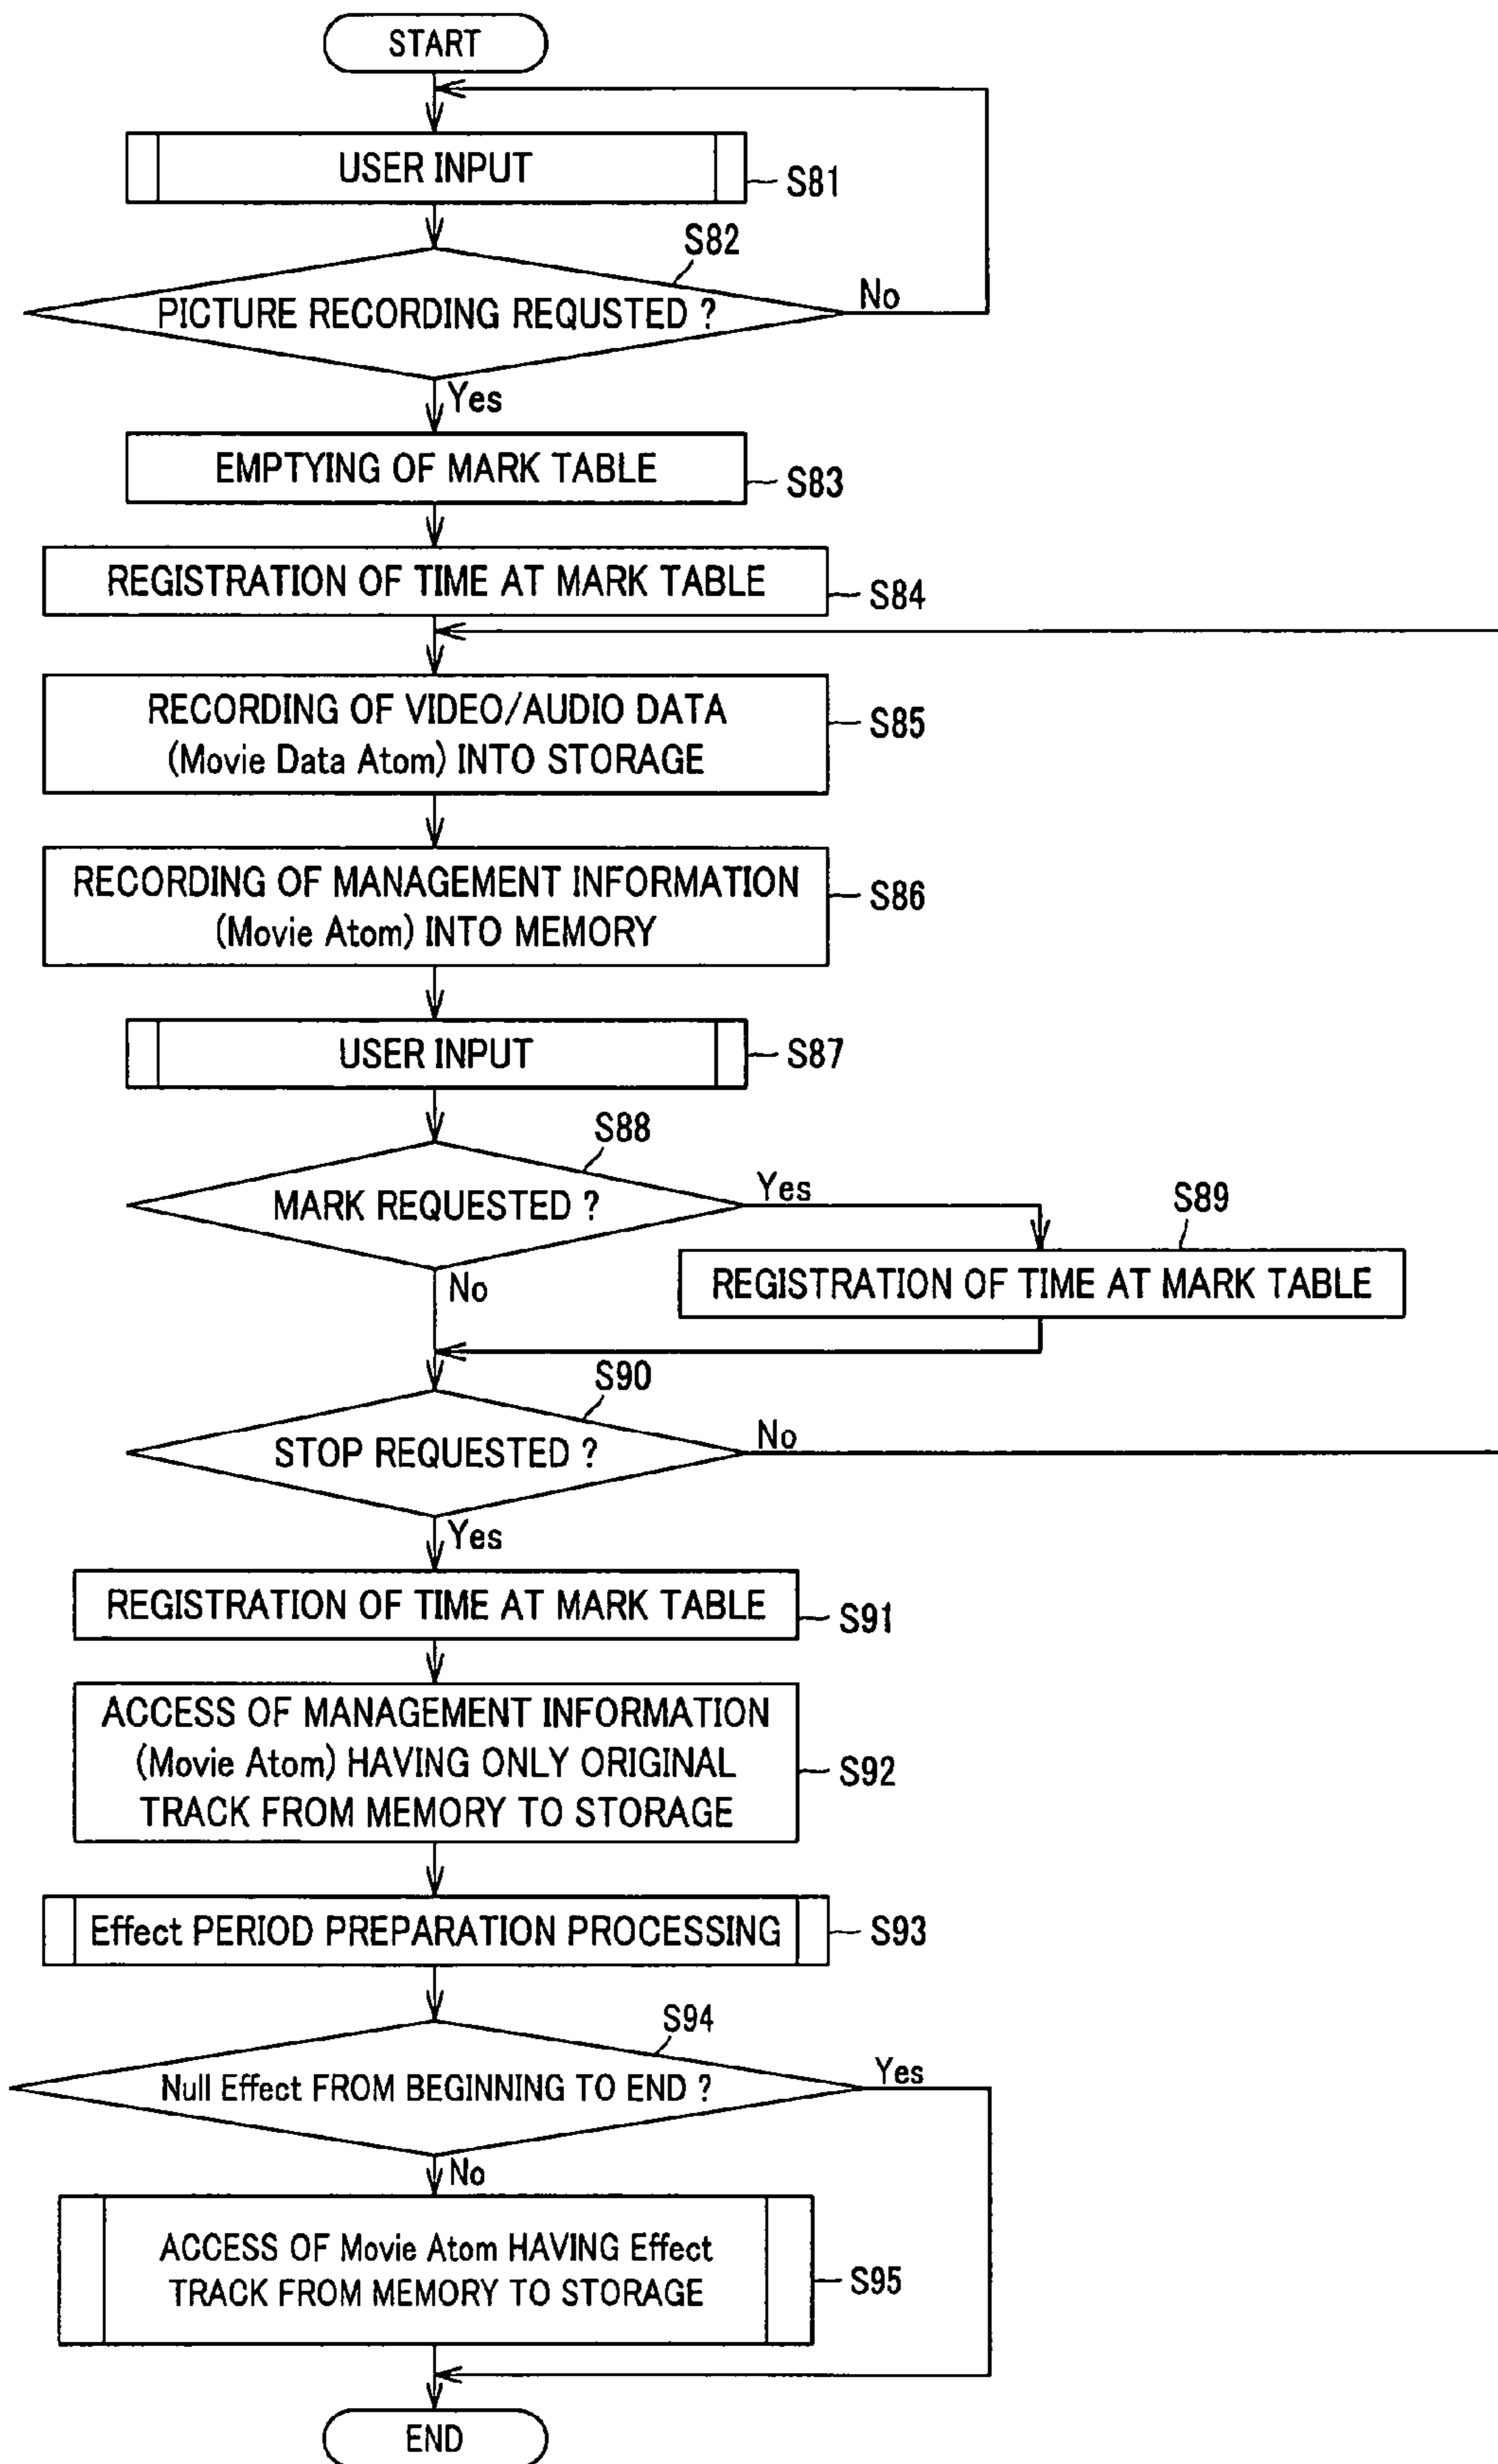 START
USER INPUT
S81
S82
PICTURE RECORDING REQUSTED ?
No
Yes
EMPTYING OF MARK TABLE
S83
REGISTRATION OF TIME AT MARK TABLE
S84
RECORDING OF VIDEO/AUDIO DATA
(Movie Data Atom) INTO STORAGE
S85
RECORDING OF MANAGEMENT INFORMATION
(Movie Atom) INTO MEMORY
S86
USER INPUT
S87
S88
MARK REQUESTED ?
Yes
No
S89
REGISTRATION OF TIME AT MARK TABLE
S90
STOP REQUESTED ?
No
Yes
REGISTRATION OF TIME AT MARK TABLE
S91
ACCESS OF MANAGEMENT INFORMATION
(Movie Atom) HAVING ONLY ORIGINAL
TRACK FROM MEMORY TO STORAGE
S92
Effect PERIOD PREPARATION PROCESSING
S93
S94
Null Effect FROM BEGINNING TO END ?
Yes
No
ACCESS OF Movie Atom HAVING Effect
TRACK FROM MEMORY TO STORAGE
S95
END